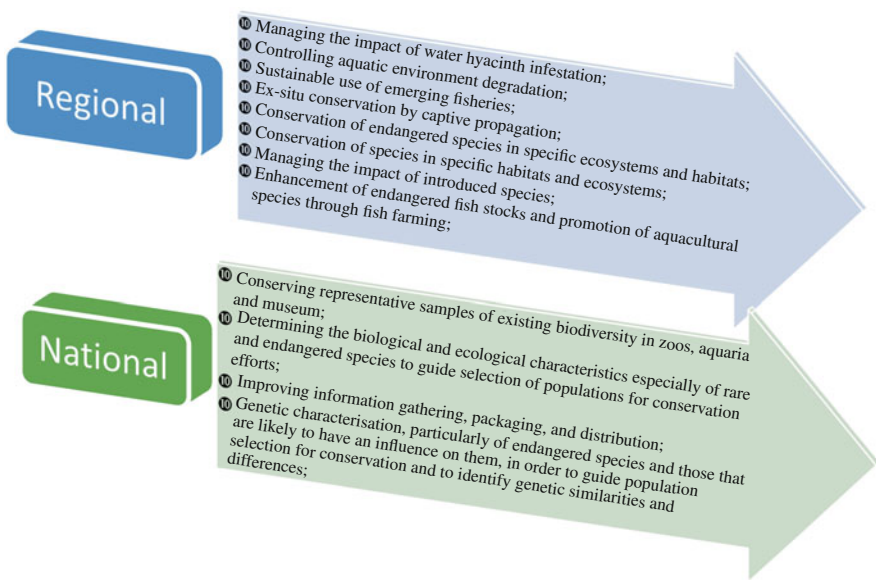 Regional
❿ Managing the impact of water hyacinth infestation;
❿ Controlling aquatic environment degradation;
❿ Sustainable use of emerging fisheries;
❿ Ex-situ conservation by captive propagation;
❿ Conservation of endangered species in specific ecosystems and habitats;
❿ Conservation of species in specific habitats and ecosystems;
❿ Managing the impact of introduced species;
❿ Enhancement of endangered fish stocks and promotion of aquacultural
species through fish farming;
National
❿ Conserving representative samples of existing biodiversity in zoos, aquaria
and museum;
❿ Determining the biological and ecological characteristics especially of rare
and endangered species to guide selection of populations for conservation
efforts;
❿ Improving information gathering, packaging, and distribution;
❿ Genetic characterisation, particularly of endangered species and those that
are likely to have an influence on them, in order to guide population
selection for conservation and to identify genetic similarities and
differences;